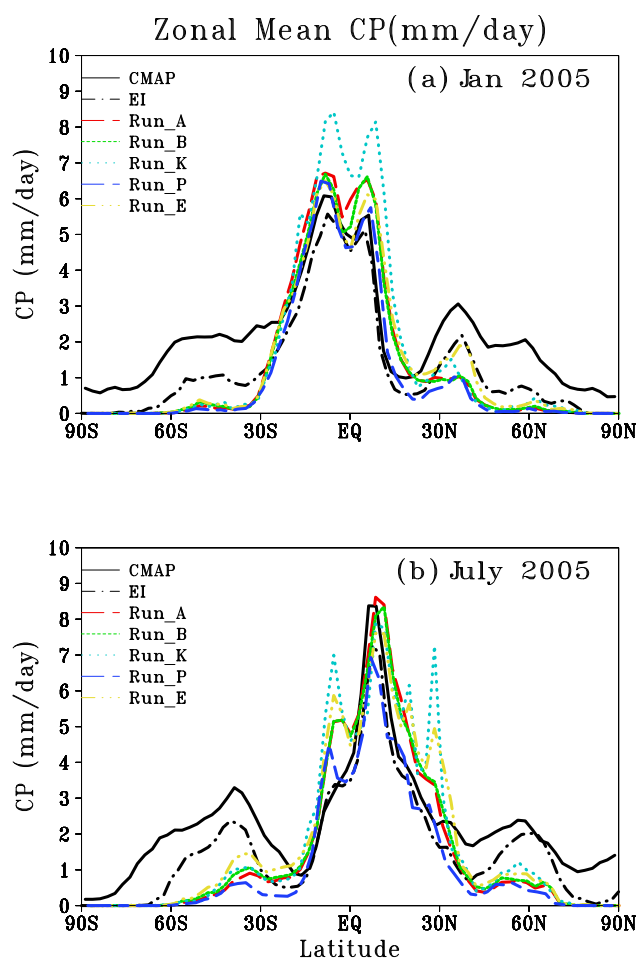 Zonal Mean CP(mm/day)
(a) Jan 2005
CMAP
EI
Run_A
Run_B
Run_K
Run_P
Run_E
CP (mm/day)
10
9
8
7
6
5
4
3
2
1
0
90S 60S 30S EQ 30N 60N 90N
(b) July 2005
CMAP
EI
Run_A
Run_B
Run_K
Run_P
Run_E
CP (mm/day)
10
9
8
7
6
5
4
3
2
1
0
90S 60S 30S EQ 30N 60N 90N
Latitude